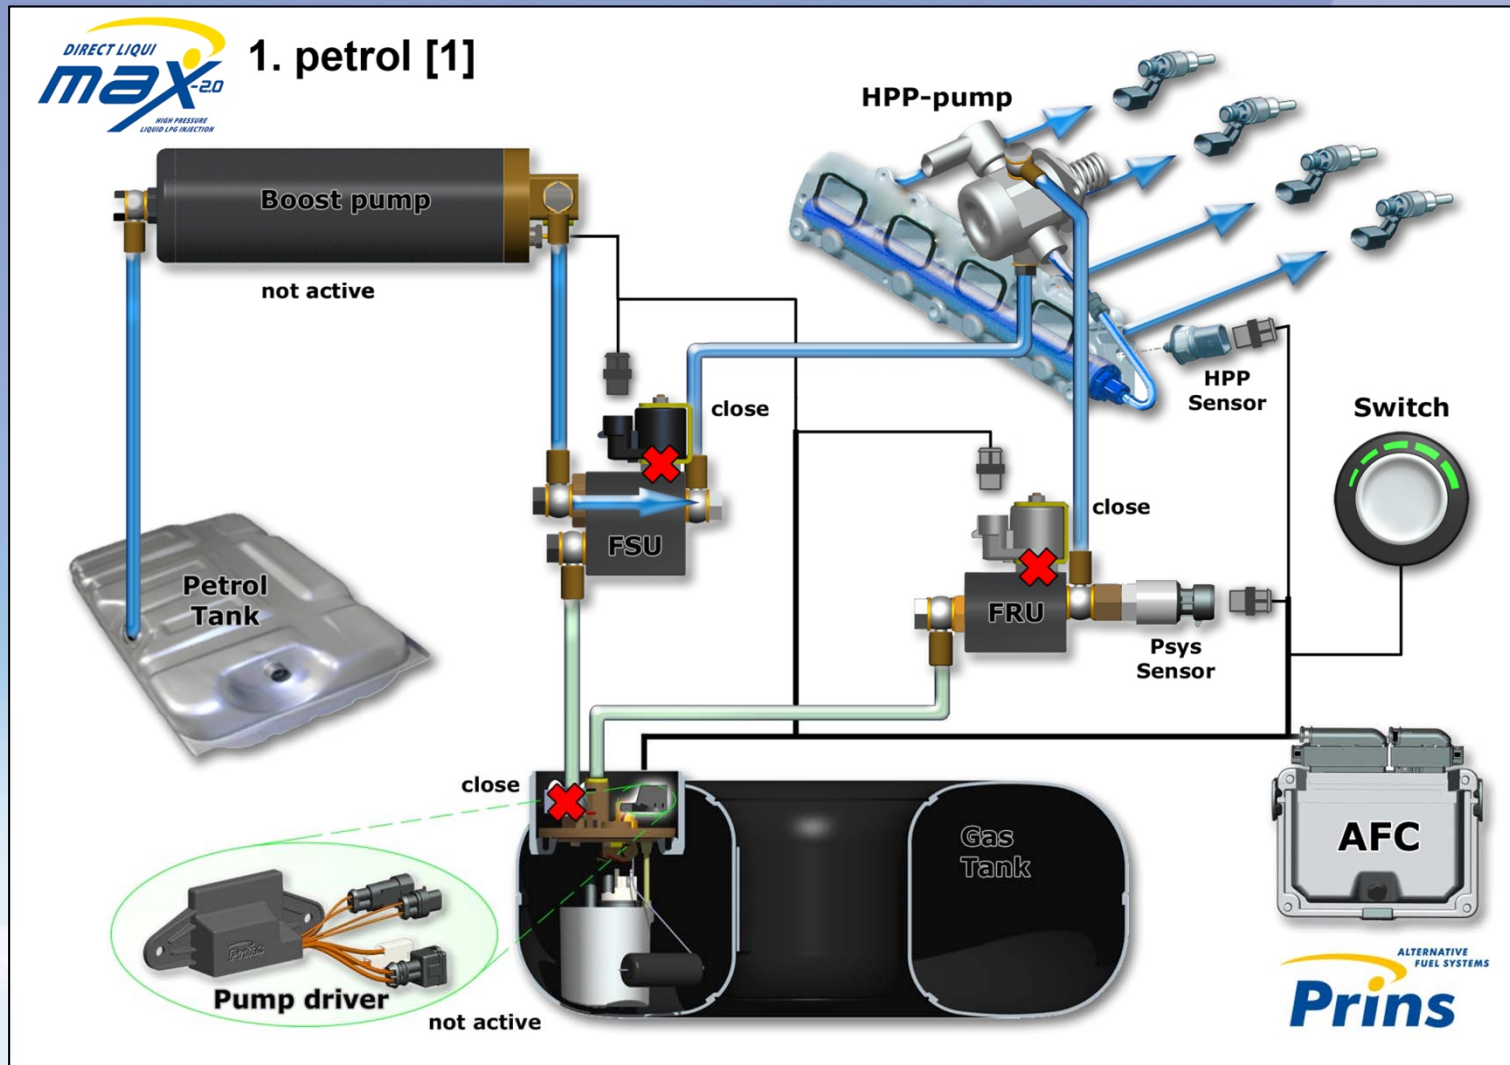 DIRECT LIQUI
max-2.0
HIGH PRESSURE
LIQUID LPG INJECTION
1. petrol [1]
HPP-pump
Boost pump
not active
HPP
Sensor
close
Switch
close
FSU
Petrol
Tank
FRU
Psys
Sensor
close
Gas
Tank
AFC
Prins
Pump driver
not active
ALTERNATIVE
FUEL SYSTEMS
Prins